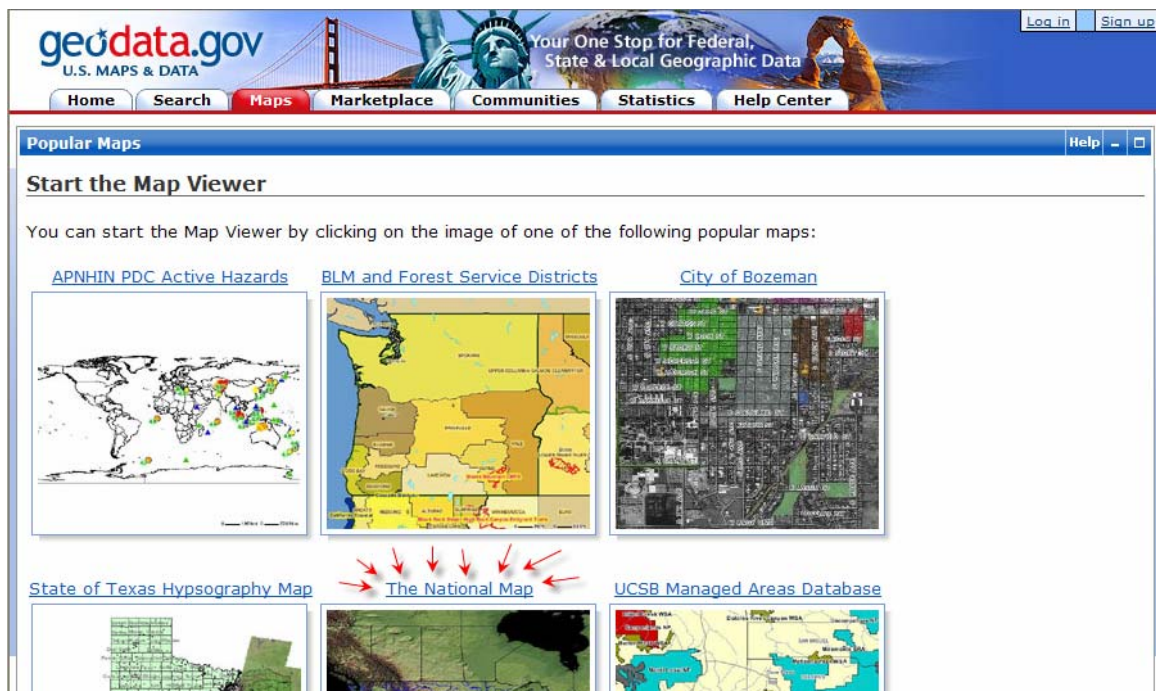 Log in Sign up
geodata.gov
U.S. MAPS & DATA
Your One Stop for Federal,
State & Local Geographic Data
Home Search Maps Marketplace Communities Statistics Help Center
Popular Maps Help
Start the Map Viewer
You can start the Map Viewer by clicking on the image of one of the following popular maps:
APNHIN PDC Active Hazards BLM and Forest Service Districts City of Bozeman
State of Texas Hypsography Map The National Map UCSB Managed Areas Database